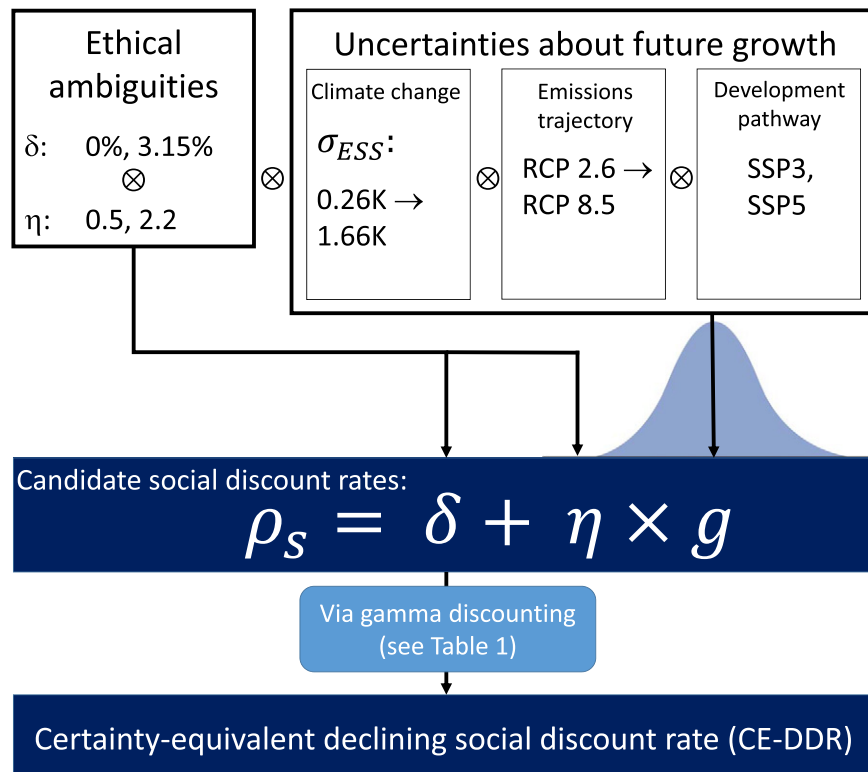 Ethical
ambiguities
δ: 0%, 3.15%
⊗
η: 0.5, 2.2
⊗
Uncertainties about future growth
Climate change
σ_ESS:
0.26K →
1.66K
⊗
Emissions
trajectory
RCP 2.6 →
RCP 8.5
⊗
Development
pathway
SSP3,
SSP5
Candidate social discount rates:
ρ_s = δ + η × g
Via gamma discounting
(see Table 1)
Certainty-equivalent declining social discount rate (CE-DDR)